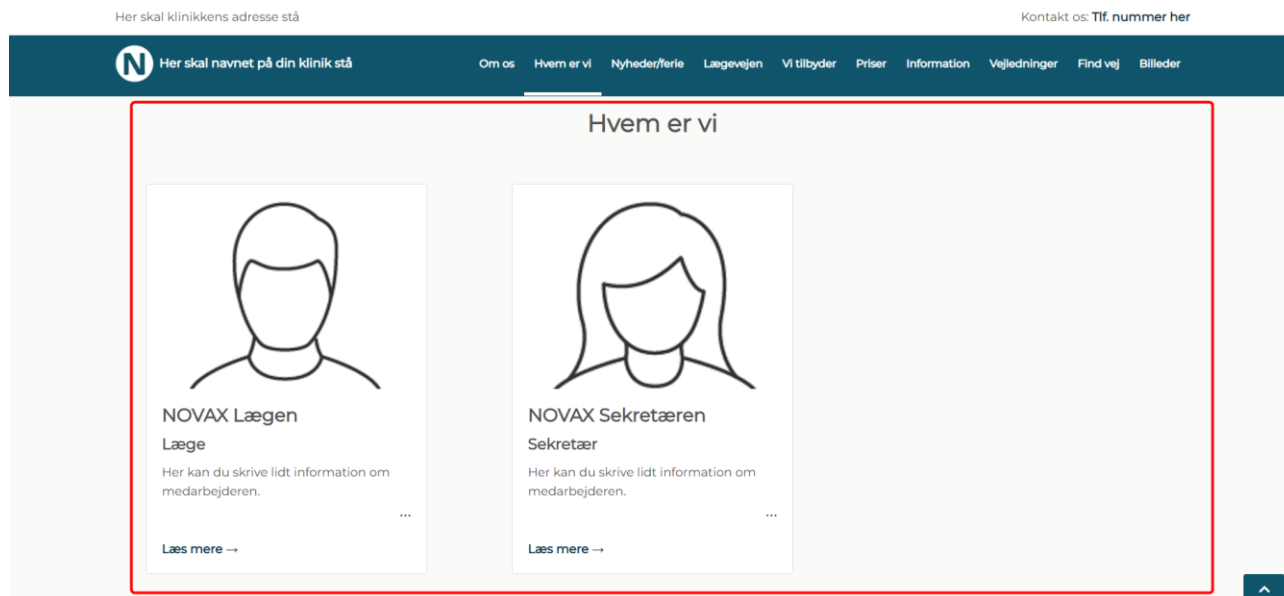 Her skal klinikkens adresse stå
Kontakt os: Tlf. nummer her
N Her skal navnet på din klinik stå
Om os Hvem er vi Nyheder/ferie Lægevejen Vi tilbyder Priser Information Vejledninger Find vej Billeder
Hvem er vi
NOVAX Lægen
Læge
Her kan du skrive lidt information om
medarbejderen.
...
Læs mere →
NOVAX Sekretæren
Sekretær
Her kan du skrive lidt information om
medarbejderen.
...
Læs mere →